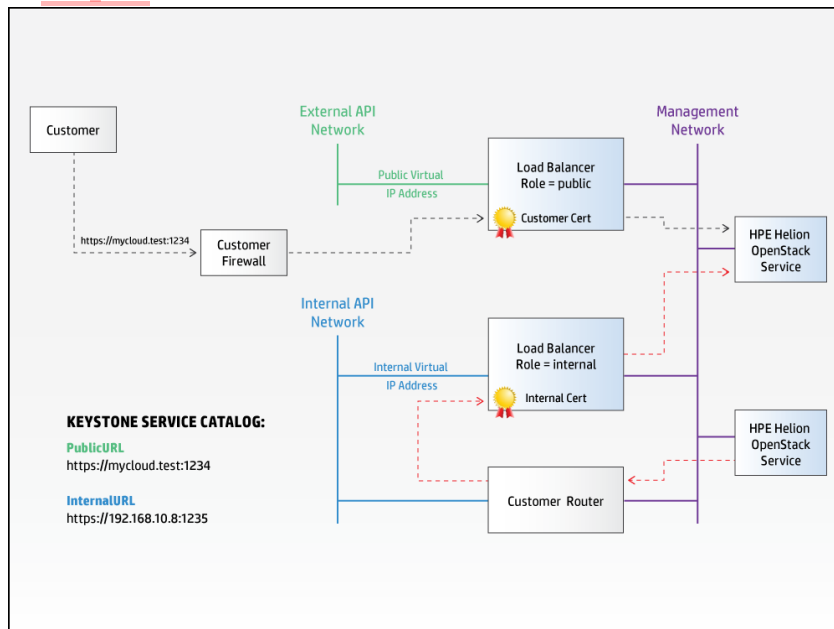 Customer
https://mycloud.test:1234
Customer
Firewall
External API
Network
Public Virtual
IP Address
Load Balancer
Role = public
Customer Cert
Management
Network
HPE Helion
OpenStack
Service
Internal API
Network
Internal Virtual
IP Address
Load Balancer
Role = internal
Internal Cert
HPE Helion
OpenStack
Service
Customer Router
KEYSTONE SERVICE CATALOG:
PublicURL
https://mycloud.test:1234
InternalURL
https://192.168.10.8:1235